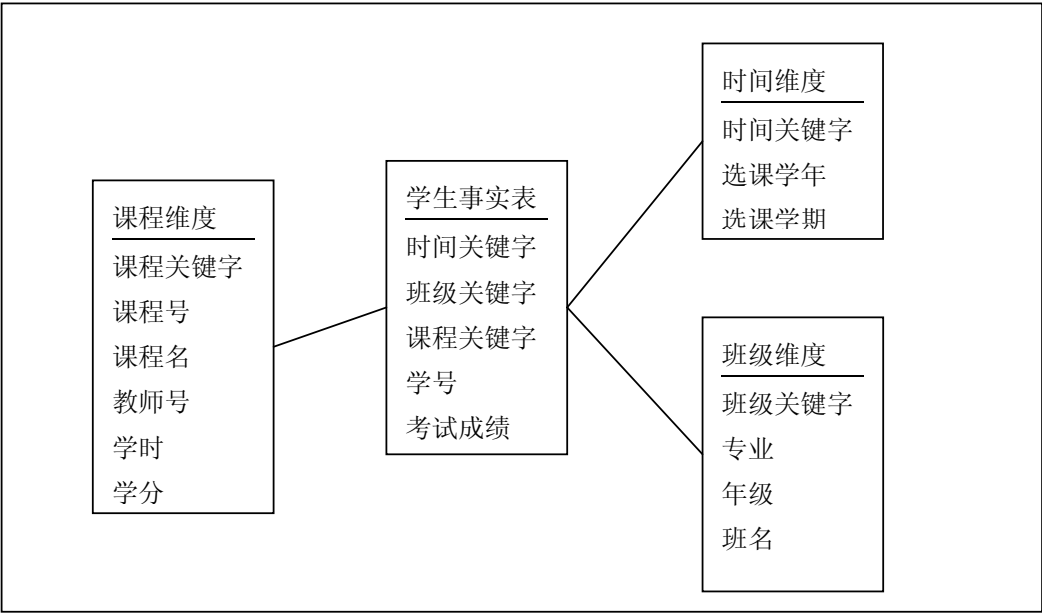 课程维度
课程关键字
课程号
课程名
教师号
学时
学分
学生事实表
时间关键字
班级关键字
课程关键字
学号
考试成绩
时间维度
时间关键字
选课学年
选课学期
班级维度
班级关键字
专业
年级
班名